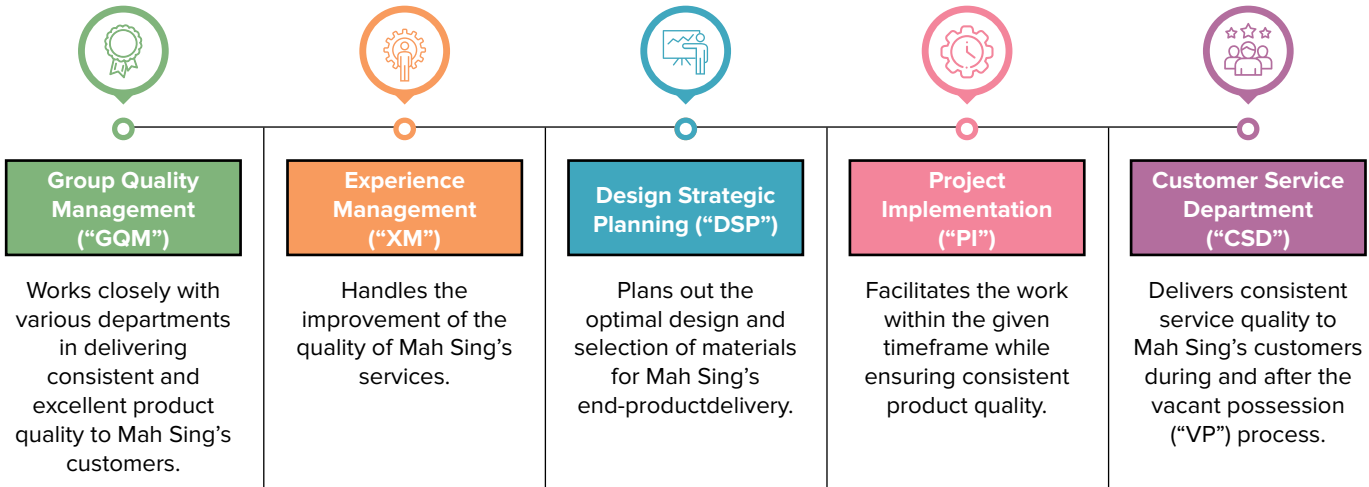 Group Quality
Management
(“GQM”)
Works closely with
various departments
in delivering
consistent and
excellent product
quality to Mah Sing’s
customers.
Experience
Management
(“XM”)
Handles the
improvement of the
quality of Mah Sing’s
services.
Design Strategic
Planning (“DSP”)
Plans out the
optimal design and
selection of materials
for Mah Sing’s
end-productdelivery.
Project
Implementation
(“PI”)
Facilitates the work
within the given
timeframe while
ensuring consistent
product quality.
Customer Service
Department
(“CSD”)
Delivers consistent
service quality to
Mah Sing’s customers
during and after the
vacant possession
(“VP”) process.